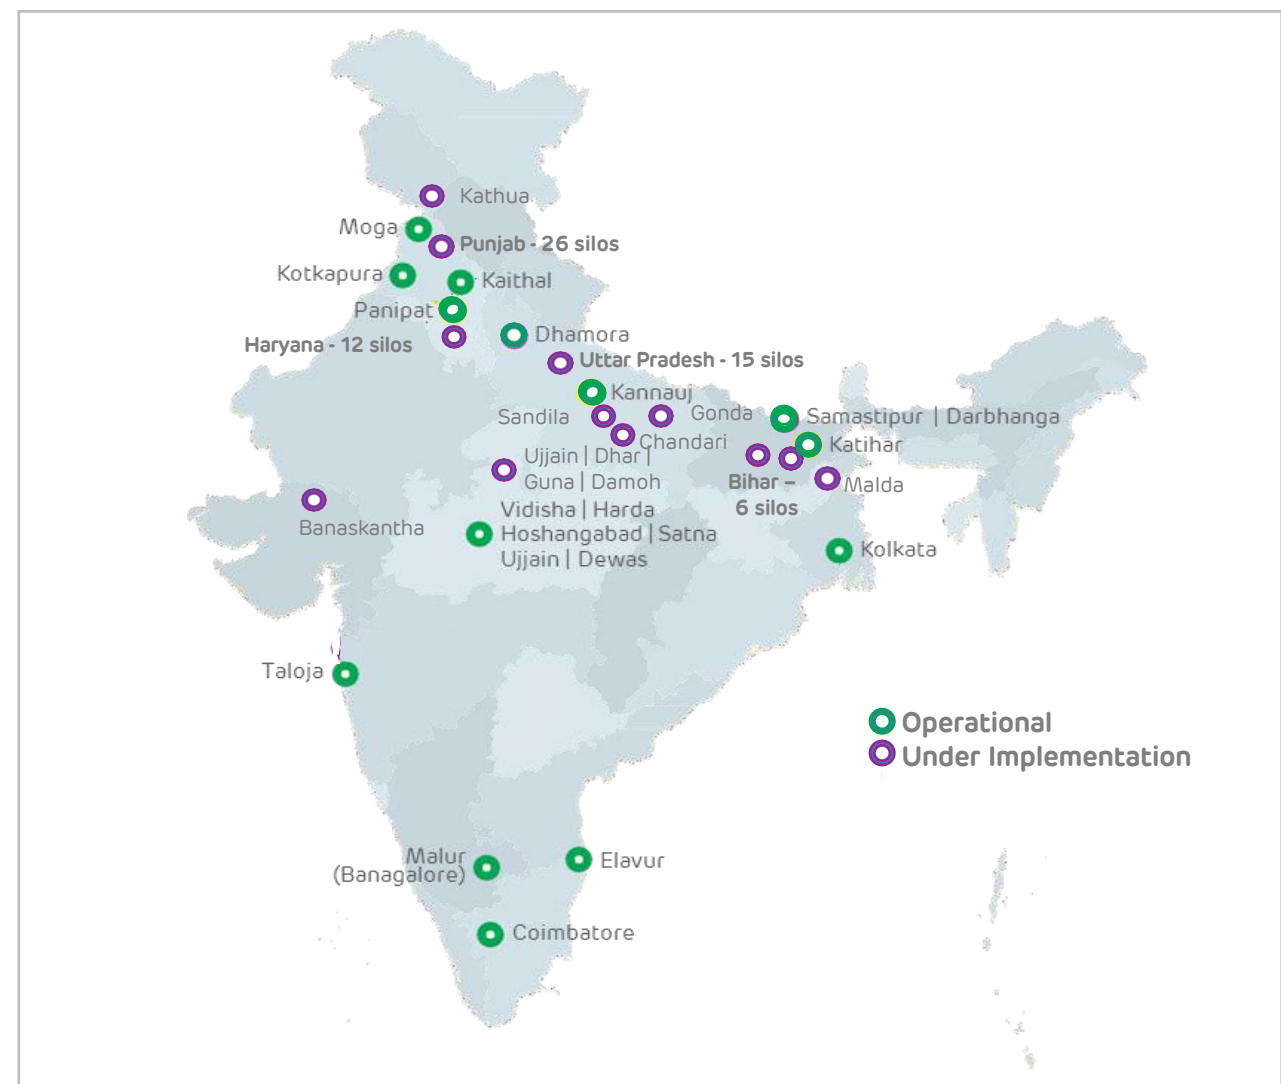 Kathua
Moga
Punjab - 26 silos
Kotkapura
Kaithal
Panipat
Dhamora
Haryana - 12 silos
Uttar Pradesh - 15 silos
Kannauj
Sandila
Gonda
Samastipur | Darbhanga
Chandari
Katihar
Ujjain | Dhar |
Guna | Damoh
Bihar –
6 silos
Malda
Vidisha | Harda
Hoshangabad | Satna
Ujjain | Dewas
Banaskantha
Kolkata
Taloja
Operational
Under Implementation
Malur
(Banagalore)
Elavur
Coimbatore